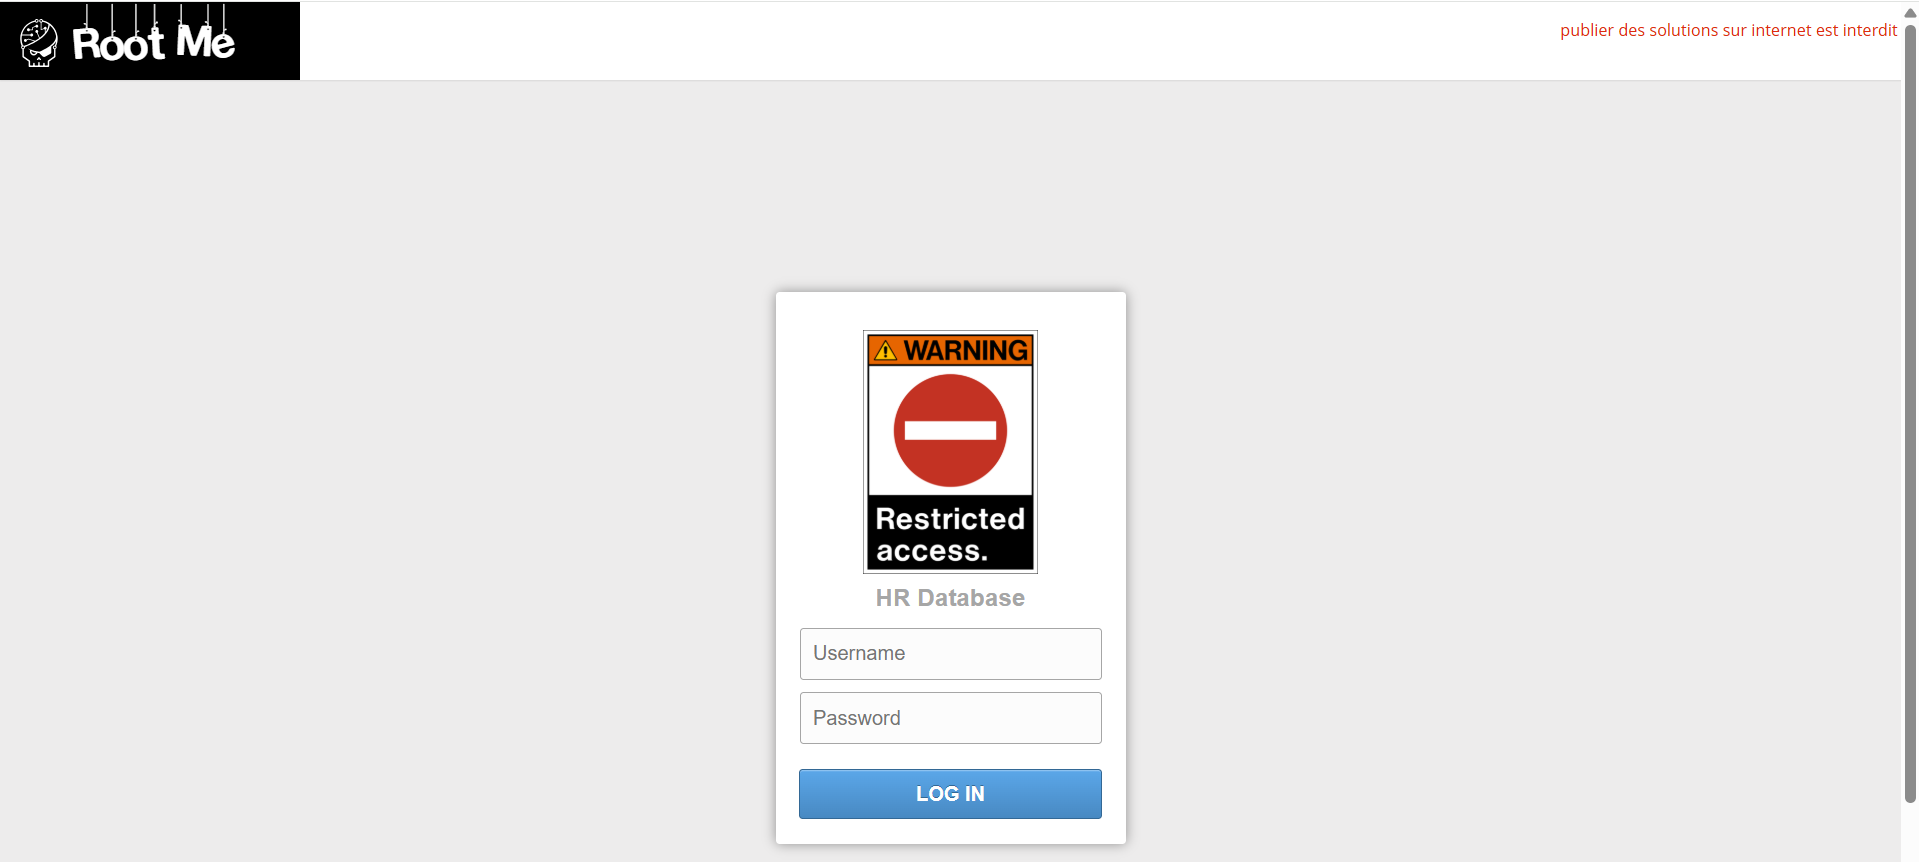 Root Me
publier des solutions sur internet est interdit
WARNING
Restricted
access.
HR Database
Username
Password
LOG IN